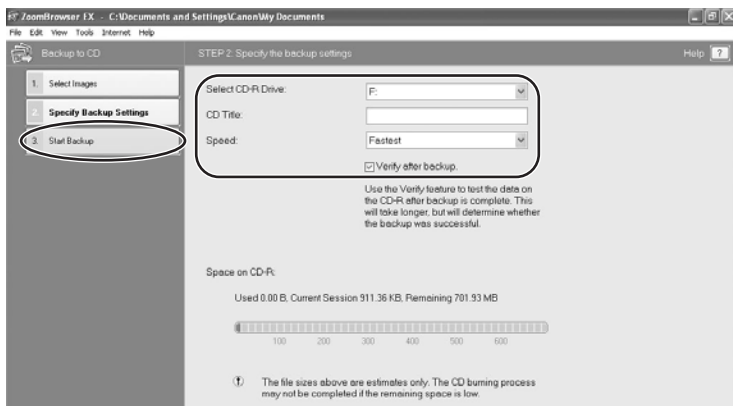 ZoomBrowser EX - C:\Documents and Settings\Canon\My Documents
File Edit View Tools Internet Help
Backup to CD
STEP 2: Specify the backup settings
Help ?
1. Select Images
2. Specify Backup Settings
3. Start Backup
Select CD-R Drive:
F:
CD Title:
Speed:
Fastest
Verify after backup.
Use the Verify feature to test the data on
the CD-R after backup is complete. This
will take longer, but will determine whether
the backup was successful.
Space on CD-R:
Used 0.00 B, Current Session 911.36 KB, Remaining 701.93 MB
100 200 300 400 500 600
The file sizes above are estimates only. The CD burning process
may not be completed if the remaining space is low.